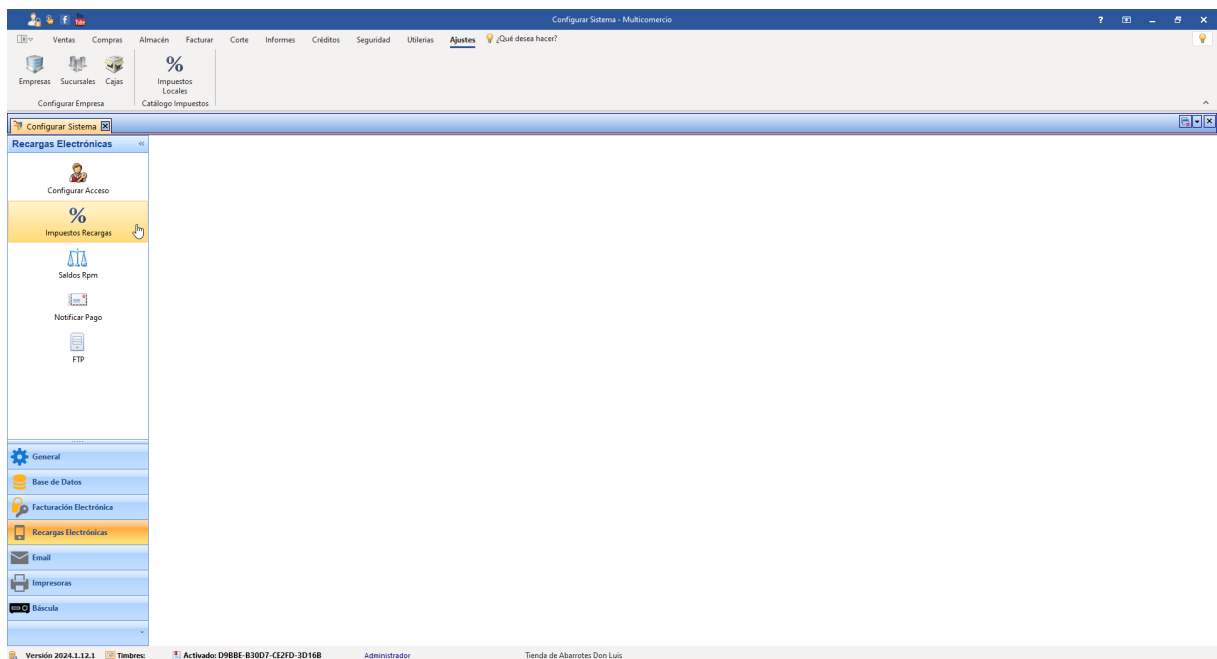 Configurar Sistema - Multicomercio
Ventas Compras Almacén Facturar Corte Informes Créditos Seguridad Utilerias Ajustes ¿Qué desea hacer?
Empresas Sucursales Cajas
Impuestos
Locales
Configurar Empresa
Catálogo Impuestos
Configurar Sistema
Recargas Electrónicas
Configurar Acceso
Impuestos Recargas
Saldos Rpm
Notificar Pago
FTP
General
Base de Datos
Facturación Electrónica
Recargas Electrónicas
Email
Impresoras
Báscula
Versión 2024.1.12.1 Timbres: Activado: D9BBE-B30D7-CE2FD-3D16B Administrador Tienda de Abarrotes Don Luis